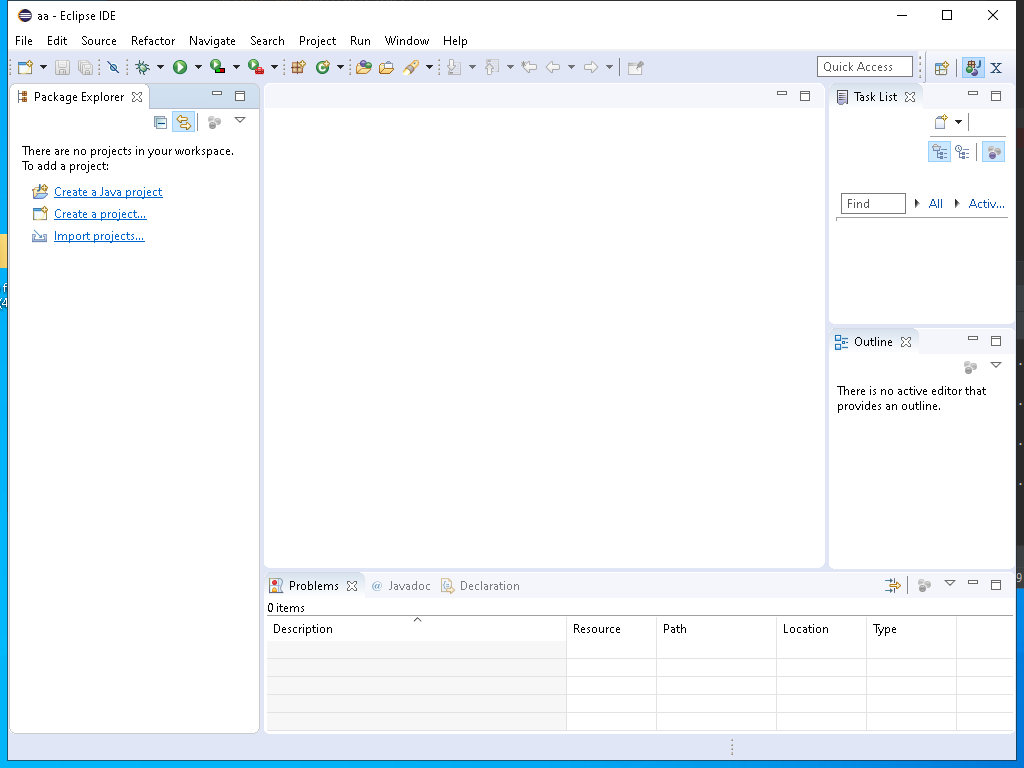 aa - Eclipse IDE
File Edit Source Refactor Navigate Search Project Run Window Help
Quick Access
Package Explorer
There are no projects in your workspace.
To add a project:
Create a Java project
Create a project...
Import projects...
Task List
Find All Activ...
Outline
There is no active editor that
provides an outline.
Problems @ Javadoc Declaration
0 items
Description Resource Path Location Type